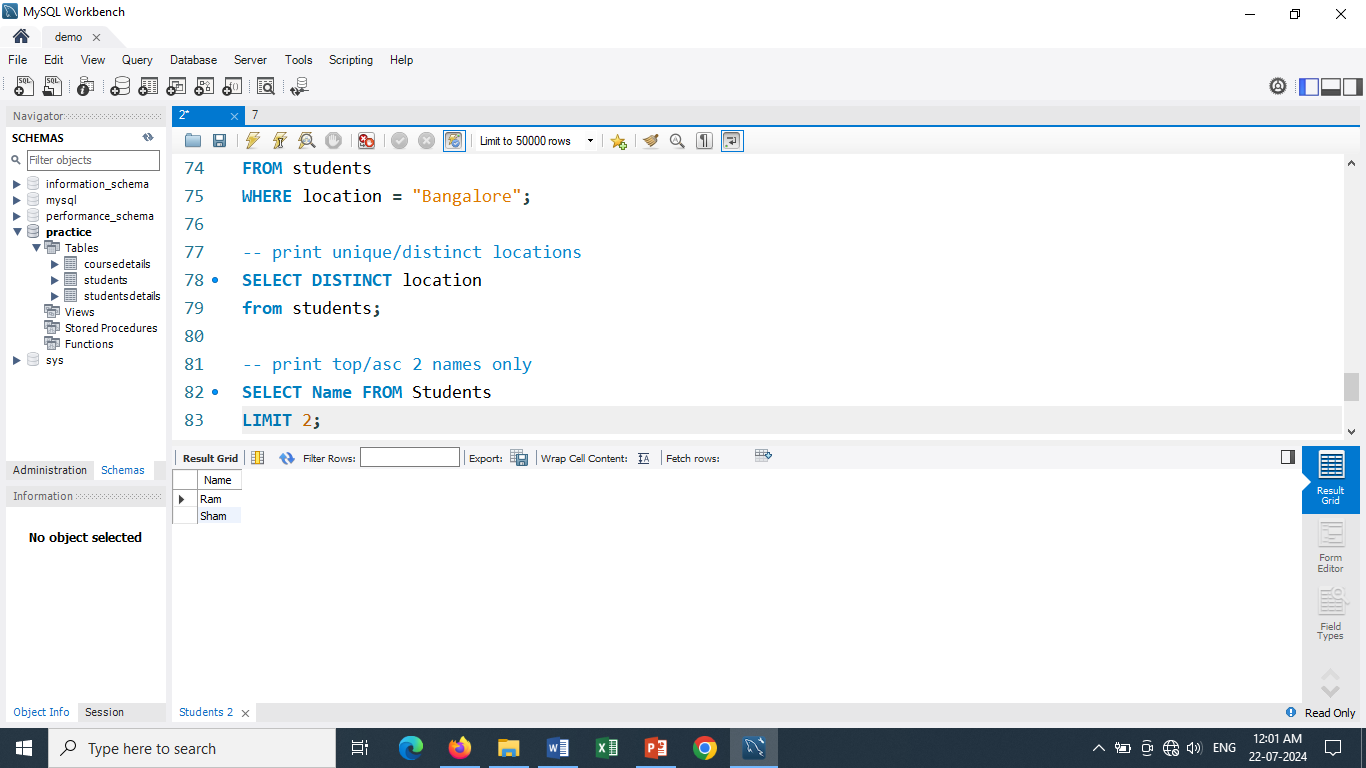 MySQL Workbench
demo
File Edit View Query Database Server Tools Scripting Help
Navigator
SCHEMAS
Filter objects
information_schema
mysql
performance_schema
practice
Tables
coursedetails
students
studentsdetails
Views
Stored Procedures
Functions
sys
Administration Schemas
Information
No object selected
Object Info Session
2* 7
Limit to 50000 rows
74 FROM students
75 WHERE location = "Bangalore";
76
77 -- print unique/distinct locations
78 SELECT DISTINCT location
79 from students;
80
81 -- print top/asc 2 names only
82 SELECT Name FROM Students
83 LIMIT 2;
Result Grid Filter Rows: Export: Wrap Cell Content: Fetch rows:
Name
Ram
Sham
Result
Grid
Form
Editor
Field
Types
Students 2
Read Only
Type here to search
ENG
12:01 AM
22-07-2024